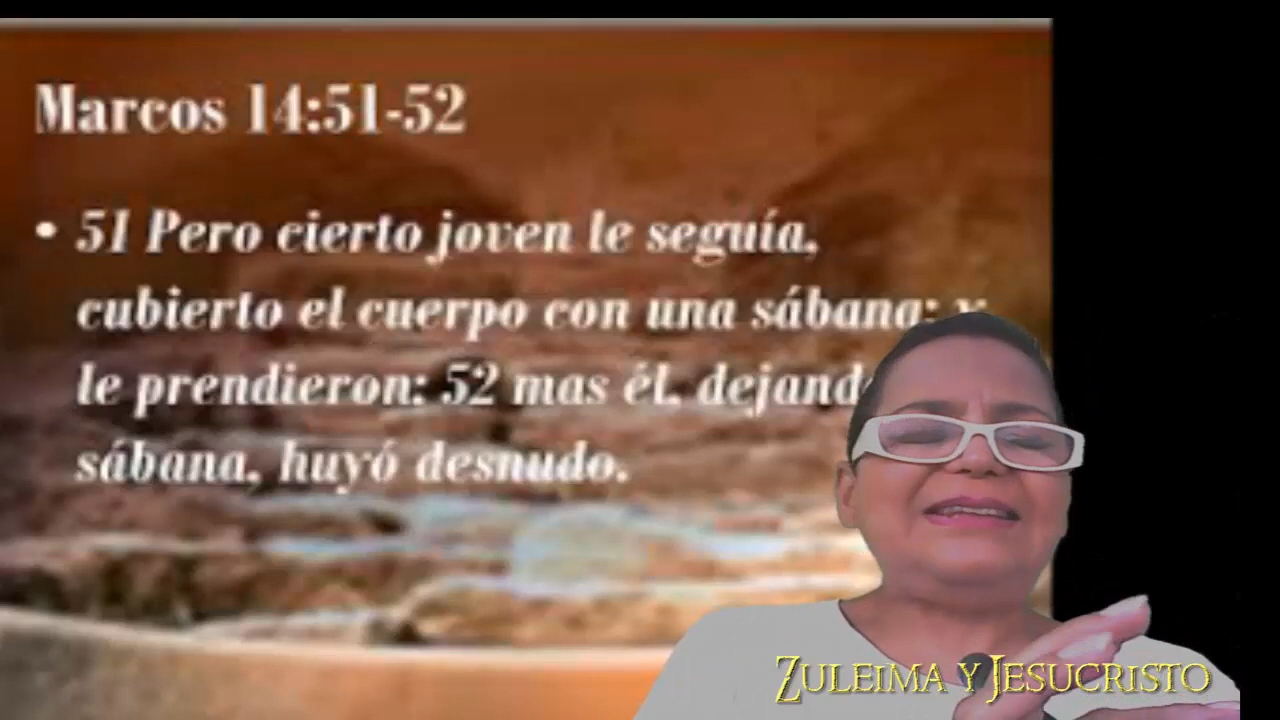 Marcos 14:51-52
• 51 Pero cierto joven le seguía,
cubierto el cuerpo con una sábana; y
le prendieron; 52 mas él, dejand
sábana, huyó desnudo.
ZULEIMA Y JESUCRISTO